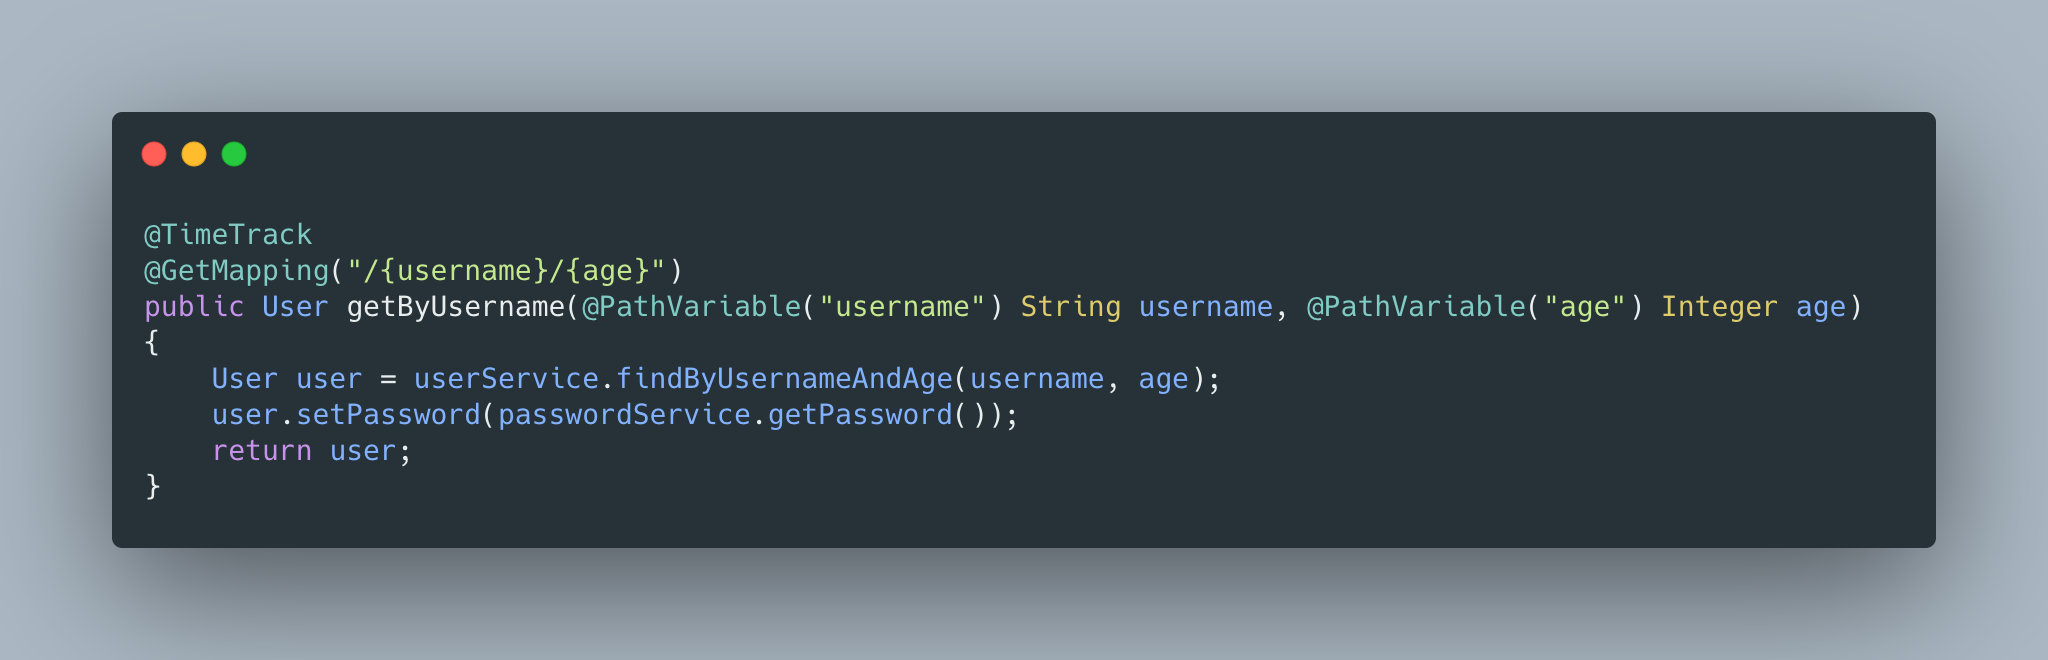 @TimeTrack
@GetMapping("/{username}/{age}")
public User getByUsername(@PathVariable("username") String username, @PathVariable("age") Integer age)
{
    User user = userService.findByUsernameAndAge(username, age);
    user.setPassword(passwordService.getPassword());
    return user;
}